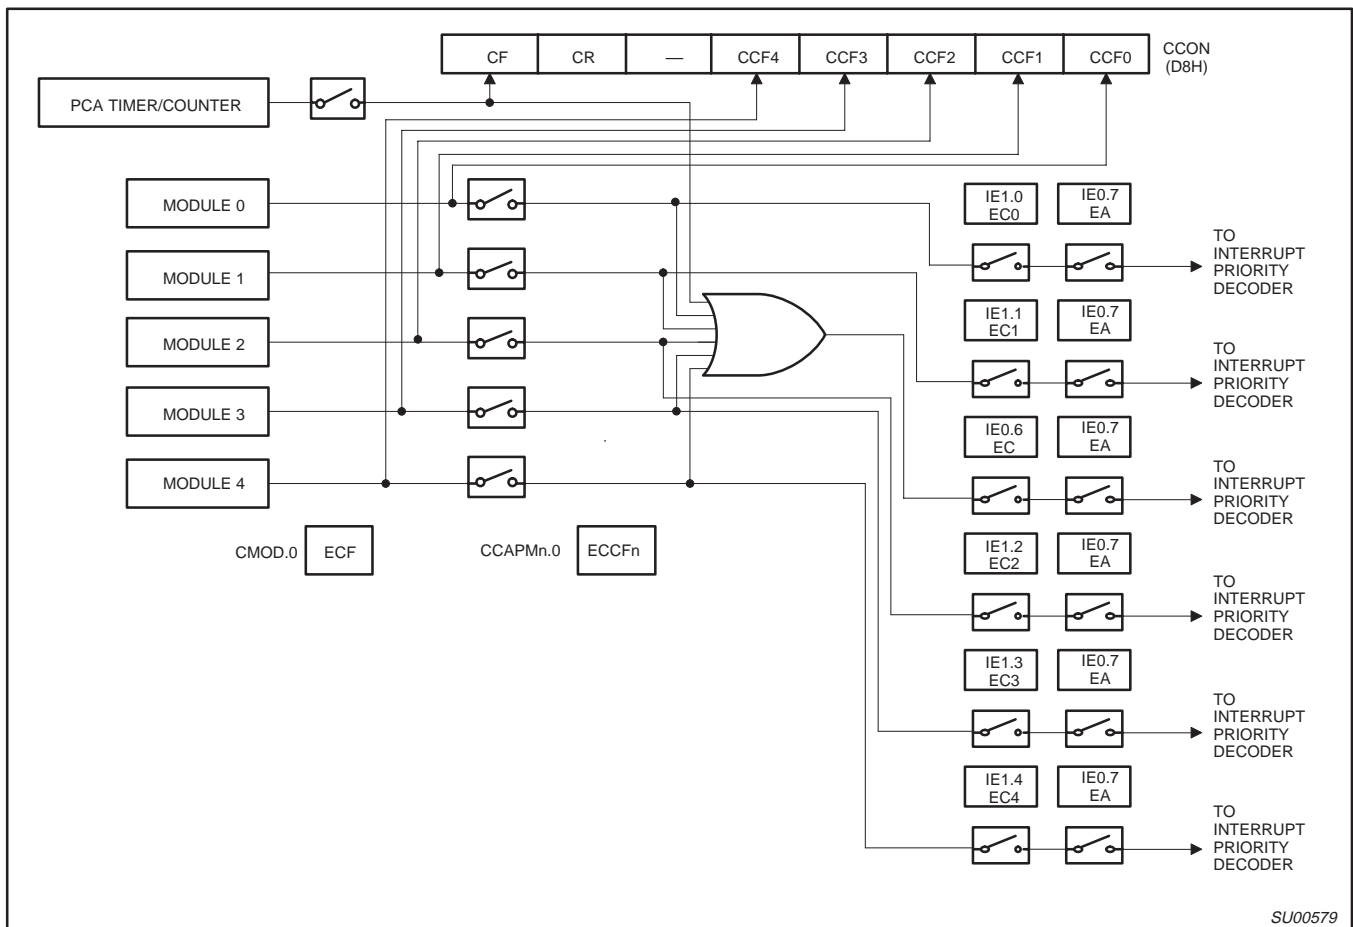 CF CR — CCF4 CCF3 CCF2 CCF1 CCF0
CCON
(D8H)
PCA TIMER/COUNTER
MODULE 0
MODULE 1
MODULE 2
MODULE 3
MODULE 4
CMOD.0 ECF
CCAPMn.0 ECCFn
IE1.0
EC0
IE0.7
EA
TO
INTERRUPT
PRIORITY
DECODER
IE1.1
EC1
IE0.7
EA
TO
INTERRUPT
PRIORITY
DECODER
IE0.6
EC
IE0.7
EA
TO
INTERRUPT
PRIORITY
DECODER
IE1.2
EC2
IE0.7
EA
TO
INTERRUPT
PRIORITY
DECODER
IE1.3
EC3
IE0.7
EA
TO
INTERRUPT
PRIORITY
DECODER
IE1.4
EC4
IE0.7
EA
TO
INTERRUPT
PRIORITY
DECODER
SU00579